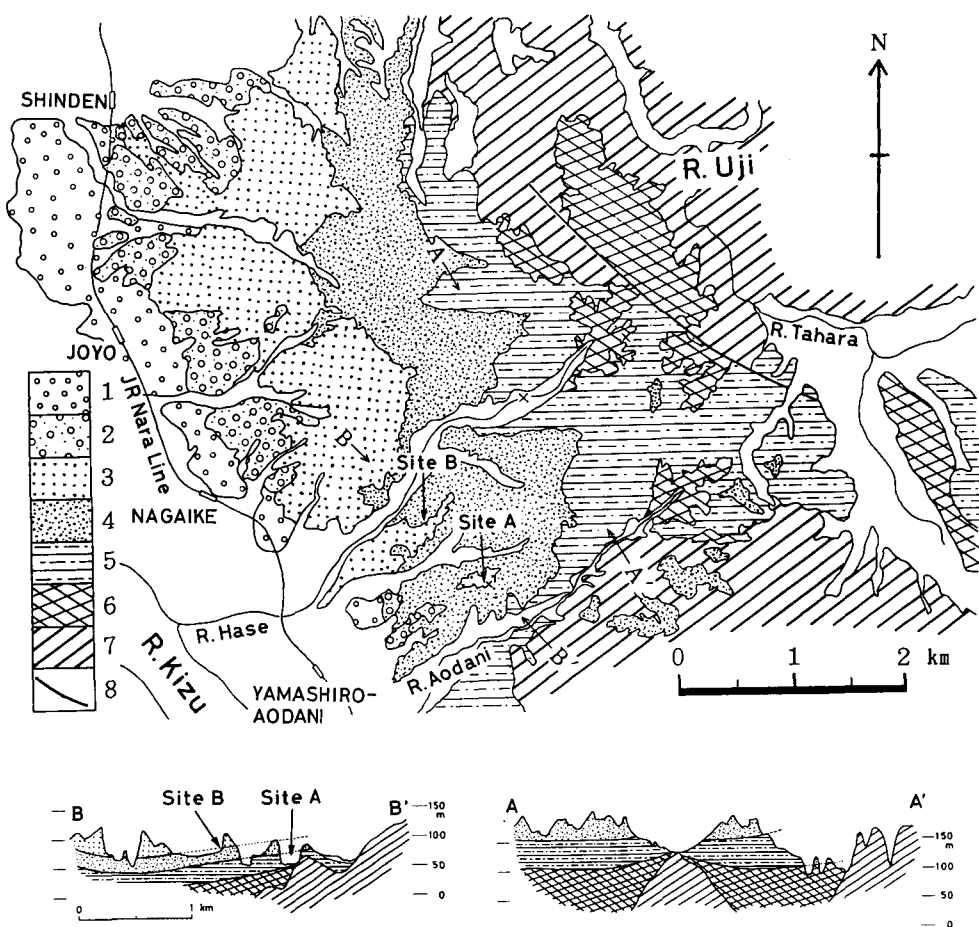 N
SHINDEN
R. Uji
A
R. Tahara
JOYO
JR Nara Line
1
2
3
4
5
6
7
8
B
Site B
Site A
NAGAIKE
A'
R. Hase
R. Aodani
B'
R. Kizu
YAMASHIRO-
AODANI
0 1 2 km
B Site B Site A B'
150
m
100
50
0
0 1 km
A A'
150
m
100
50
0